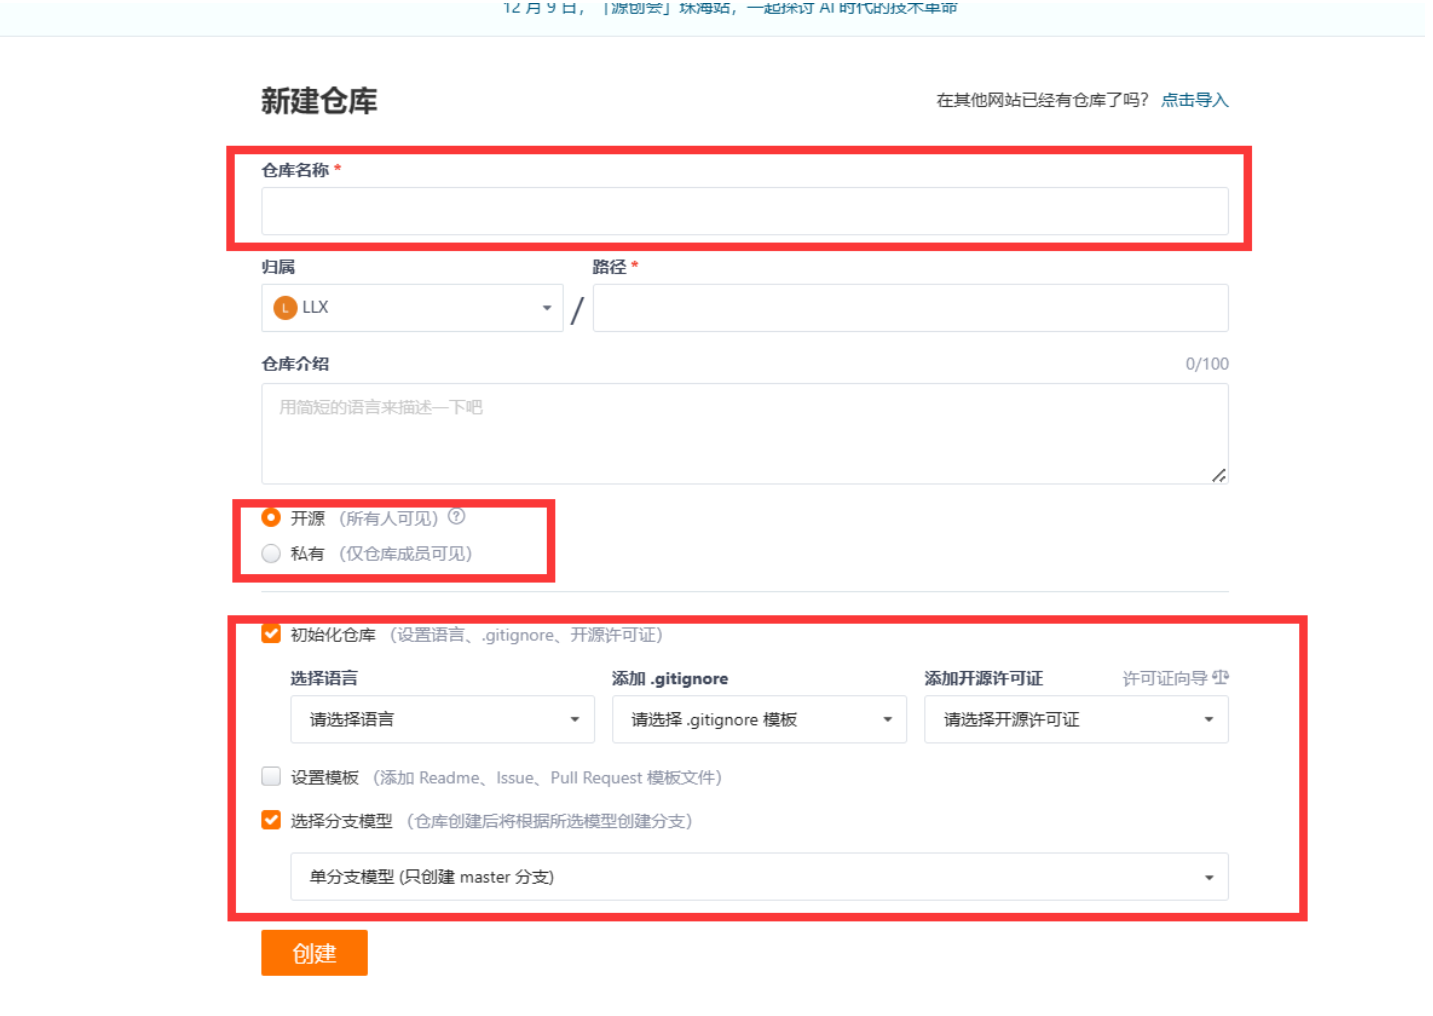 12 月 9 日，「源创会」珠海站，一起探讨 AI 时代的技术革命
新建仓库
在其他网站已经有仓库了吗？ 点击导入
仓库名称 *
归属
路径 *
L LLX
/
仓库介绍
0/100
用简短的语言来描述一下吧
开源 （所有人可见） ?
私有 （仅仓库成员可见）
初始化仓库 （设置语言、.gitignore、开源许可证）
选择语言
添加 .gitignore
添加开源许可证
许可证向导
请选择语言
请选择 .gitignore 模板
请选择开源许可证
设置模板 （添加 Readme、Issue、Pull Request 模板文件）
选择分支模型 （仓库创建后将根据所选模型创建分支）
单分支模型 (只创建 master 分支)
创建